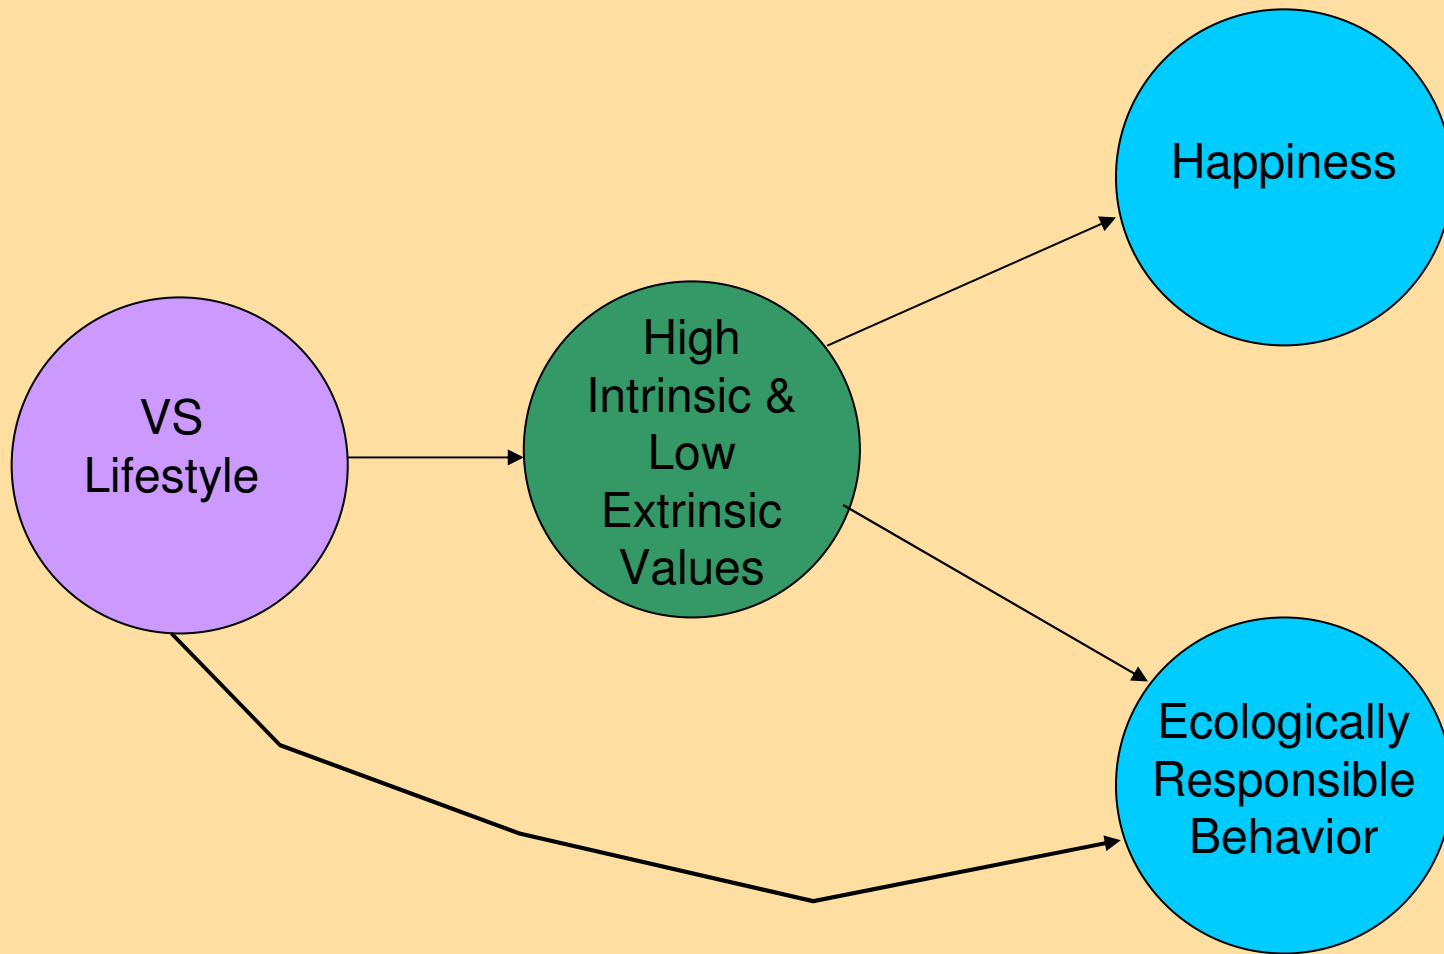 Happiness
VS
Lifestyle
High
Intrinsic &
Low
Extrinsic
Values
Ecologically
Responsible
Behavior